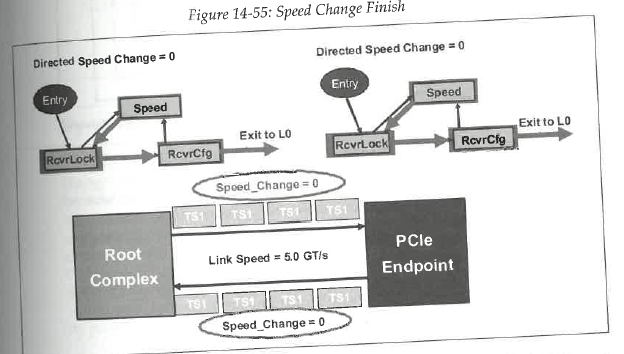 Figure 14-55: Speed Change Finish
Directed Speed Change = 0
Directed Speed Change = 0
Entry
Speed
RcvrLock
RcvrCfg
Exit to L0
Entry
Speed
RcvrLock
RcvrCfg
Exit to L0
Speed_Change = 0
TS1 TS1 TS1 TS1
Root
Complex
Link Speed = 5.0 GT/s
PCIe
Endpoint
TS1 TS1 TS1 TS1
Speed_Change = 0